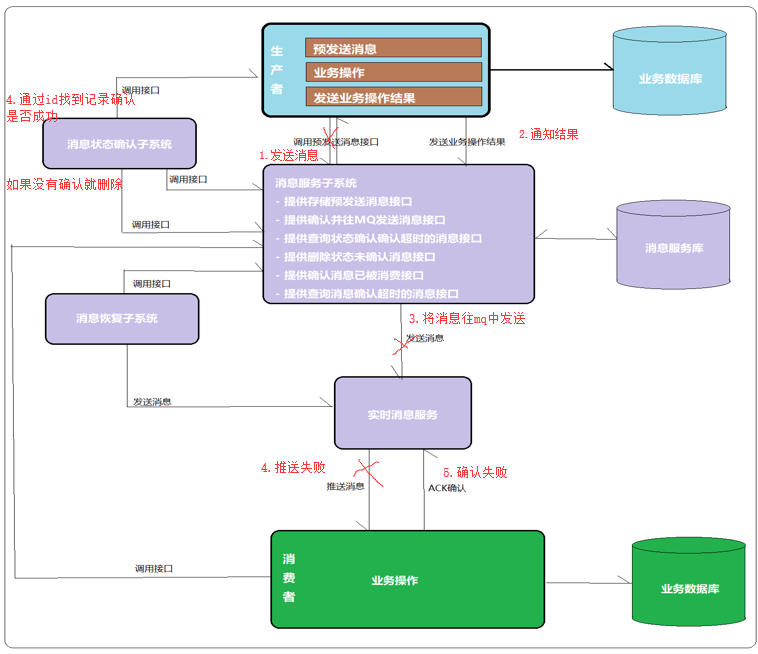 生产者
预发送消息
业务操作
发送业务操作结果
业务数据库
调用接口
4.通过id找到记录确认
是否成功
消息状态确认子系统
调用预发送消息接口
发送业务操作结果
2.通知结果
1.发送消息
如果没有确认就删除
调用接口
调用接口
消息服务子系统
- 提供存储预发送消息接口
- 提供确认并往MQ发送消息接口
- 提供查询状态确认确认超时的消息接口
- 提供删除状态未确认消息接口
- 提供确认消息已被消费接口
- 提供查询消息确认超时的消息接口
消息服务库
调用接口
消息恢复子系统
3.将消息往mq中发送
发送消息
发送消息
实时消息服务
4.推送失败
5.确认失败
推送消息
ACK确认
调用接口
消费者
业务操作
业务数据库